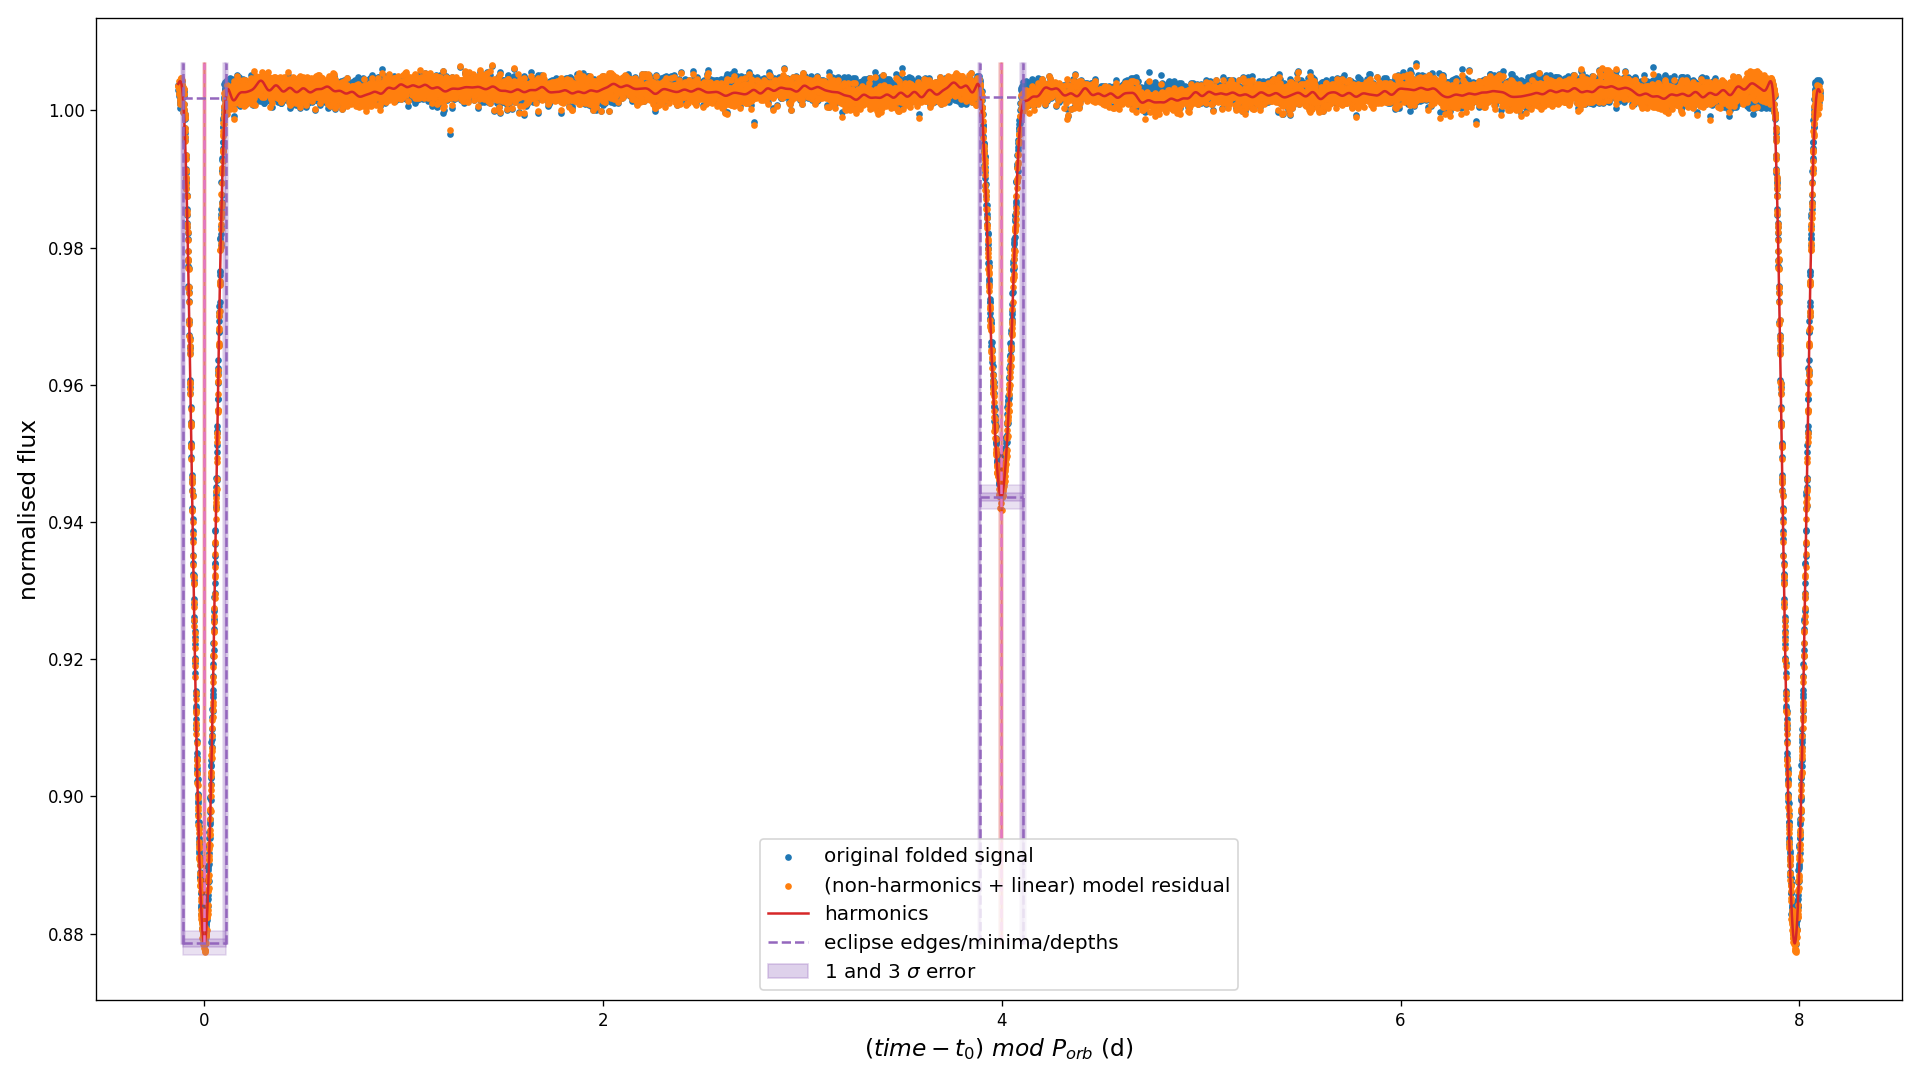 normalised flux
1.00
0.98
0.96
0.94
0.92
0.90
0.88
original folded signal
(non-harmonics + linear) model residual
harmonics
eclipse edges/minima/depths
1 and 3 σ error
0 2 4 6 8
(time − t₀) mod Pₒᵣᵦ (d)